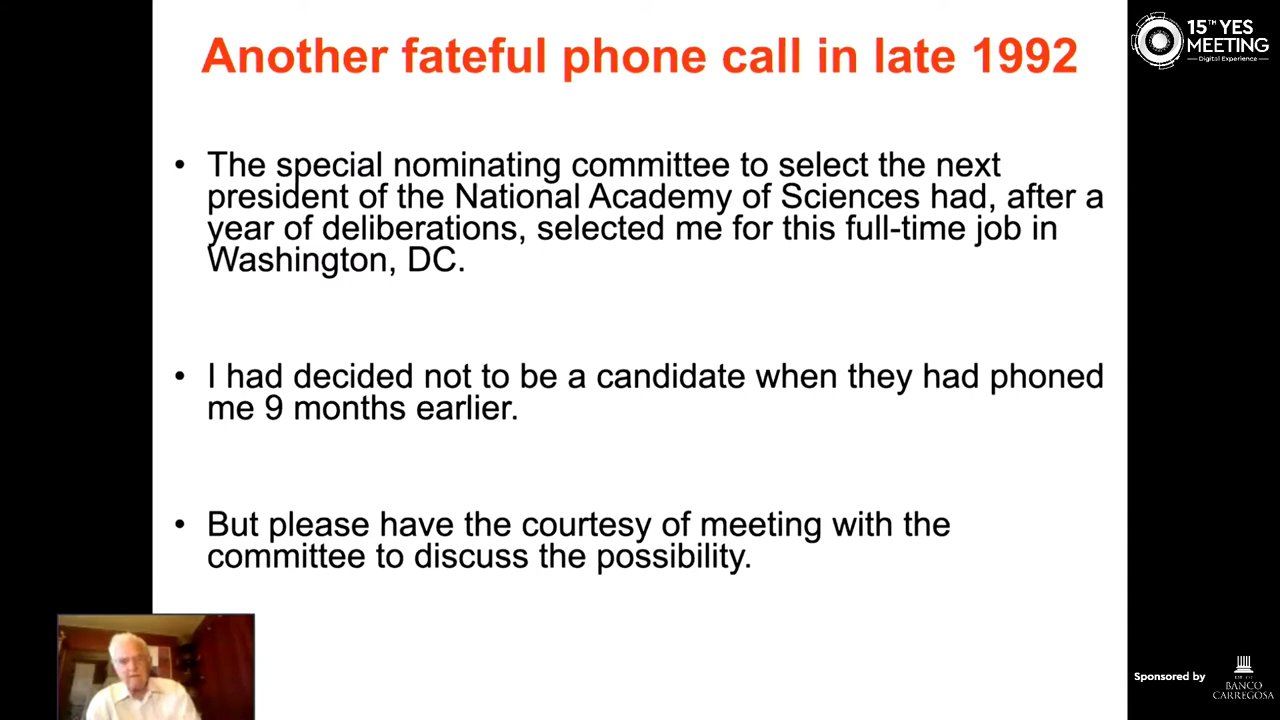 Another fateful phone call in late 1992
15TH YES
MEETING
Digital Experience
• The special nominating committee to select the next
president of the National Academy of Sciences had, after a
year of deliberations, selected me for this full-time job in
Washington, DC.
• I had decided not to be a candidate when they had phoned
me 9 months earlier.
• But please have the courtesy of meeting with the
committee to discuss the possibility.
Sponsored by
BANCO
CARREGOSA